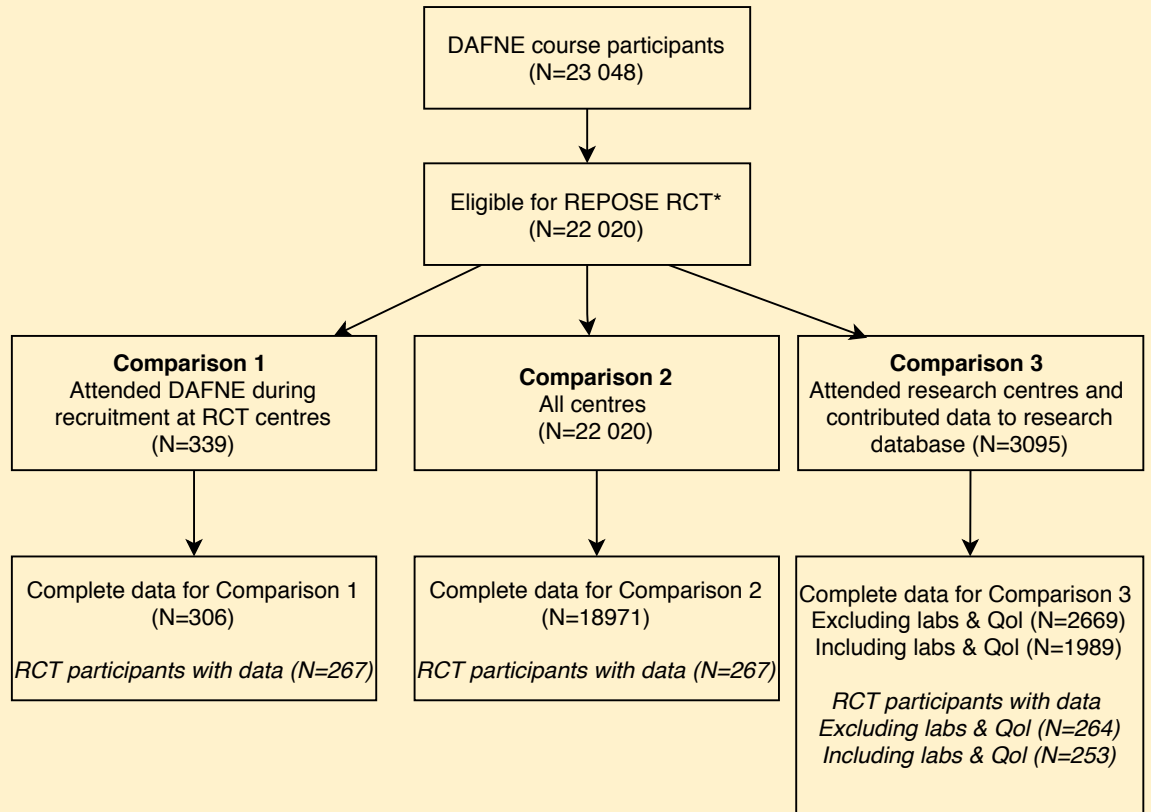 DAFNE course participants
(N=23 048)
Eligible for REPOSE RCT*
(N=22 020)
Comparison 1
Attended DAFNE during
recruitment at RCT centres
(N=339)
Comparison 2
All centres
(N=22 020)
Comparison 3
Attended research centres and
contributed data to research
database (N=3095)
Complete data for Comparison 1
(N=306)
RCT participants with data (N=267)
Complete data for Comparison 2
(N=18971)
RCT participants with data (N=267)
Complete data for Comparison 3
Excluding labs & Qol (N=2669)
Including labs & Qol (N=1989)
RCT participants with data
Excluding labs & Qol (N=264)
Including labs & Qol (N=253)